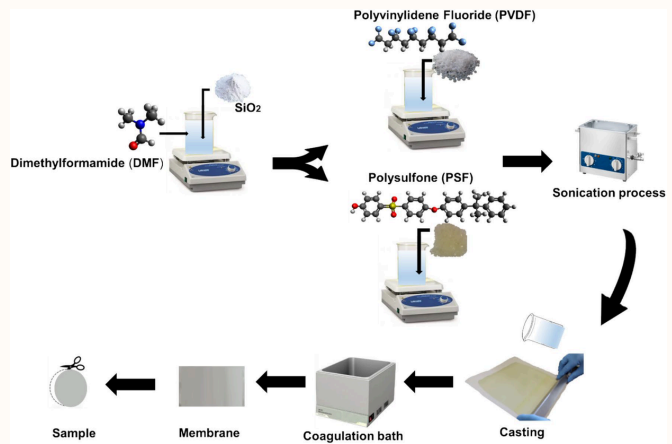 Polyvinylidene Fluoride (PVDF)
SiO₂
Dimethylformamide (DMF)
Polysulfone (PSF)
Sonication process
Sample
Membrane
Coagulation bath
Casting